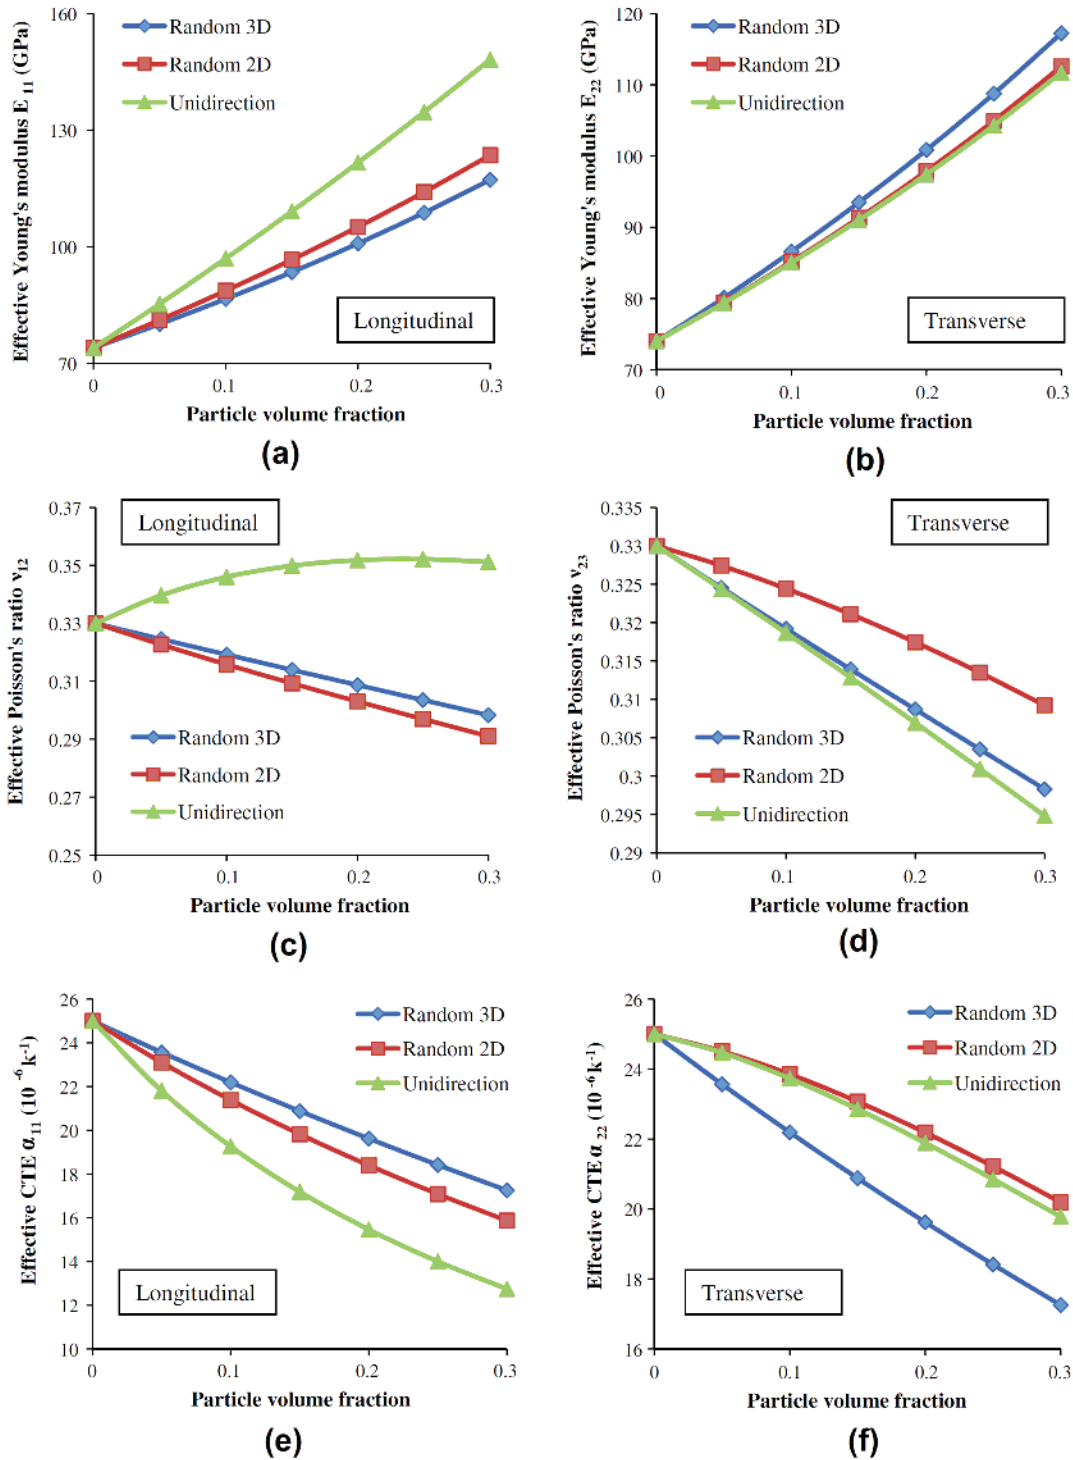 160
130
100
70
Effective Young's modulus E 11 (GPa)
Random 3D
Random 2D
Unidirection
Longitudinal
0 0.1 0.2 0.3
Particle volume fraction
(a)
120
110
100
90
80
70
Effective Young's modulus E22 (GPa)
Random 3D
Random 2D
Unidirection
Transverse
0 0.1 0.2 0.3
Particle volume fraction
(b)
0.37
0.35
0.33
0.31
0.29
0.27
0.25
Effective Poisson's ratio ν12
Longitudinal
Random 3D
Random 2D
Unidirection
0 0.1 0.2 0.3
Particle volume fraction
(c)
0.335
0.33
0.325
0.32
0.315
0.31
0.305
0.3
0.295
0.29
Effective Poisson's ratio ν23
Transverse
Random 3D
Random 2D
Unidirection
0 0.1 0.2 0.3
Particle volume fraction
(d)
26
24
22
20
18
16
14
12
10
Effective CTE α11 (10 -6 k-1)
Random 3D
Random 2D
Unidirection
Longitudinal
0 0.1 0.2 0.3
Particle volume fraction
(e)
26
24
22
20
18
16
Effective CTE α 22 (10 -6 k-1)
Random 3D
Random 2D
Unidirection
Transverse
0 0.1 0.2 0.3
Particle volume fraction
(f)